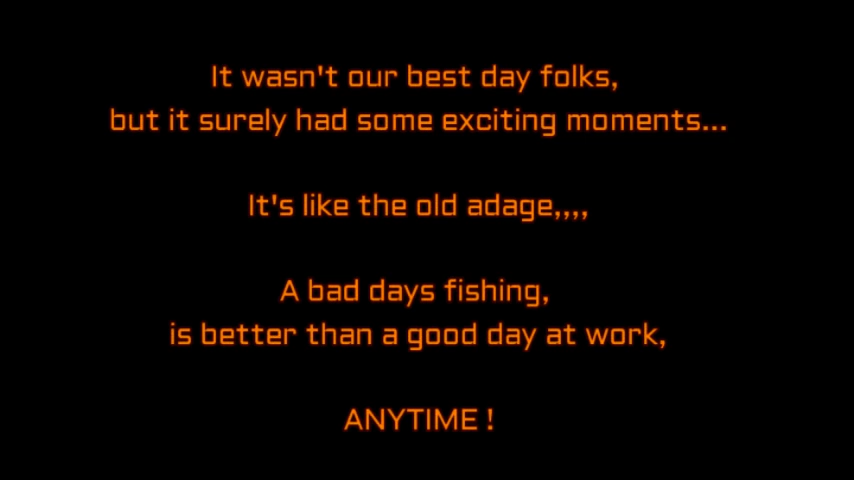 It wasn't our best day folks,
but it surely had some exciting moments...
It's like the old adage,,,,
A bad days fishing,
is better than a good day at work,
ANYTIME !